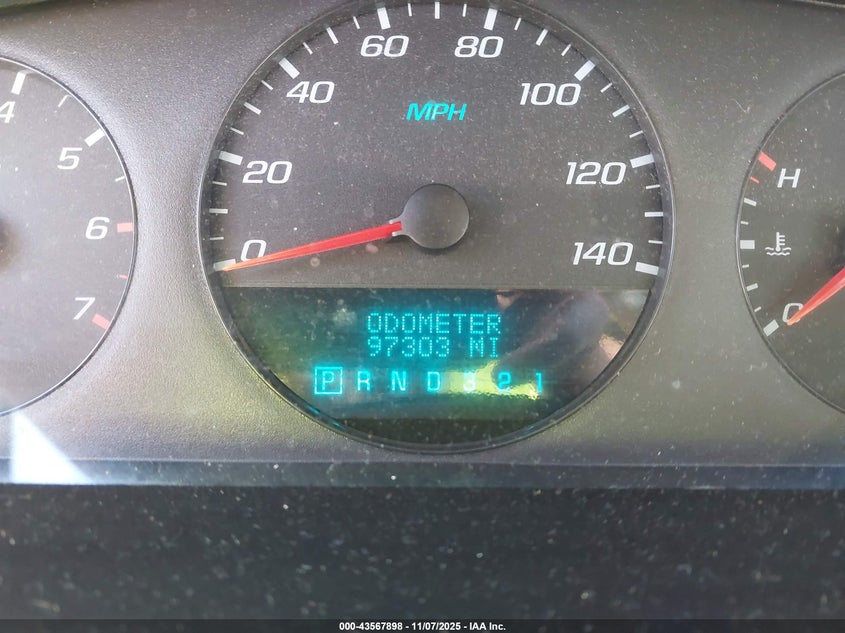 60 80
4 40 MPH 100
5 20 120 H
6 0 140
7 C
ODOMETER
97303 MI
P R N D 3 2 1
000-43567898 - 11/07/2025 - IAA Inc.